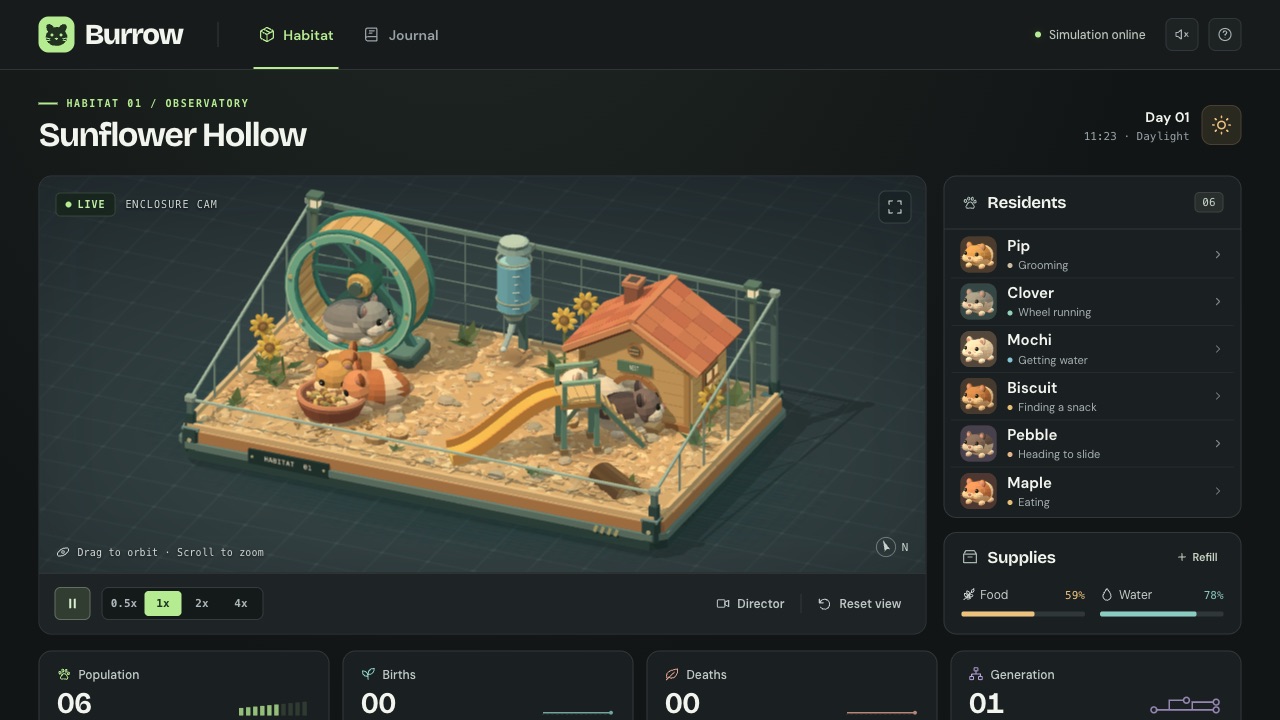 Burrow
Habitat
Journal
Simulation online
HABITAT 01 / OBSERVATORY
Sunflower Hollow
Day 01
11:23 · Daylight
LIVE
ENCLOSURE CAM
HABITAT 01
Drag to orbit · Scroll to zoom
N
0.5x
1x
2x
4x
Director
Reset view
Residents
06
Pip
Grooming
Clover
Wheel running
Mochi
Getting water
Biscuit
Finding a snack
Pebble
Heading to slide
Maple
Eating
Supplies
Refill
Food
59%
Water
78%
Population
06
Births
00
Deaths
00
Generation
01